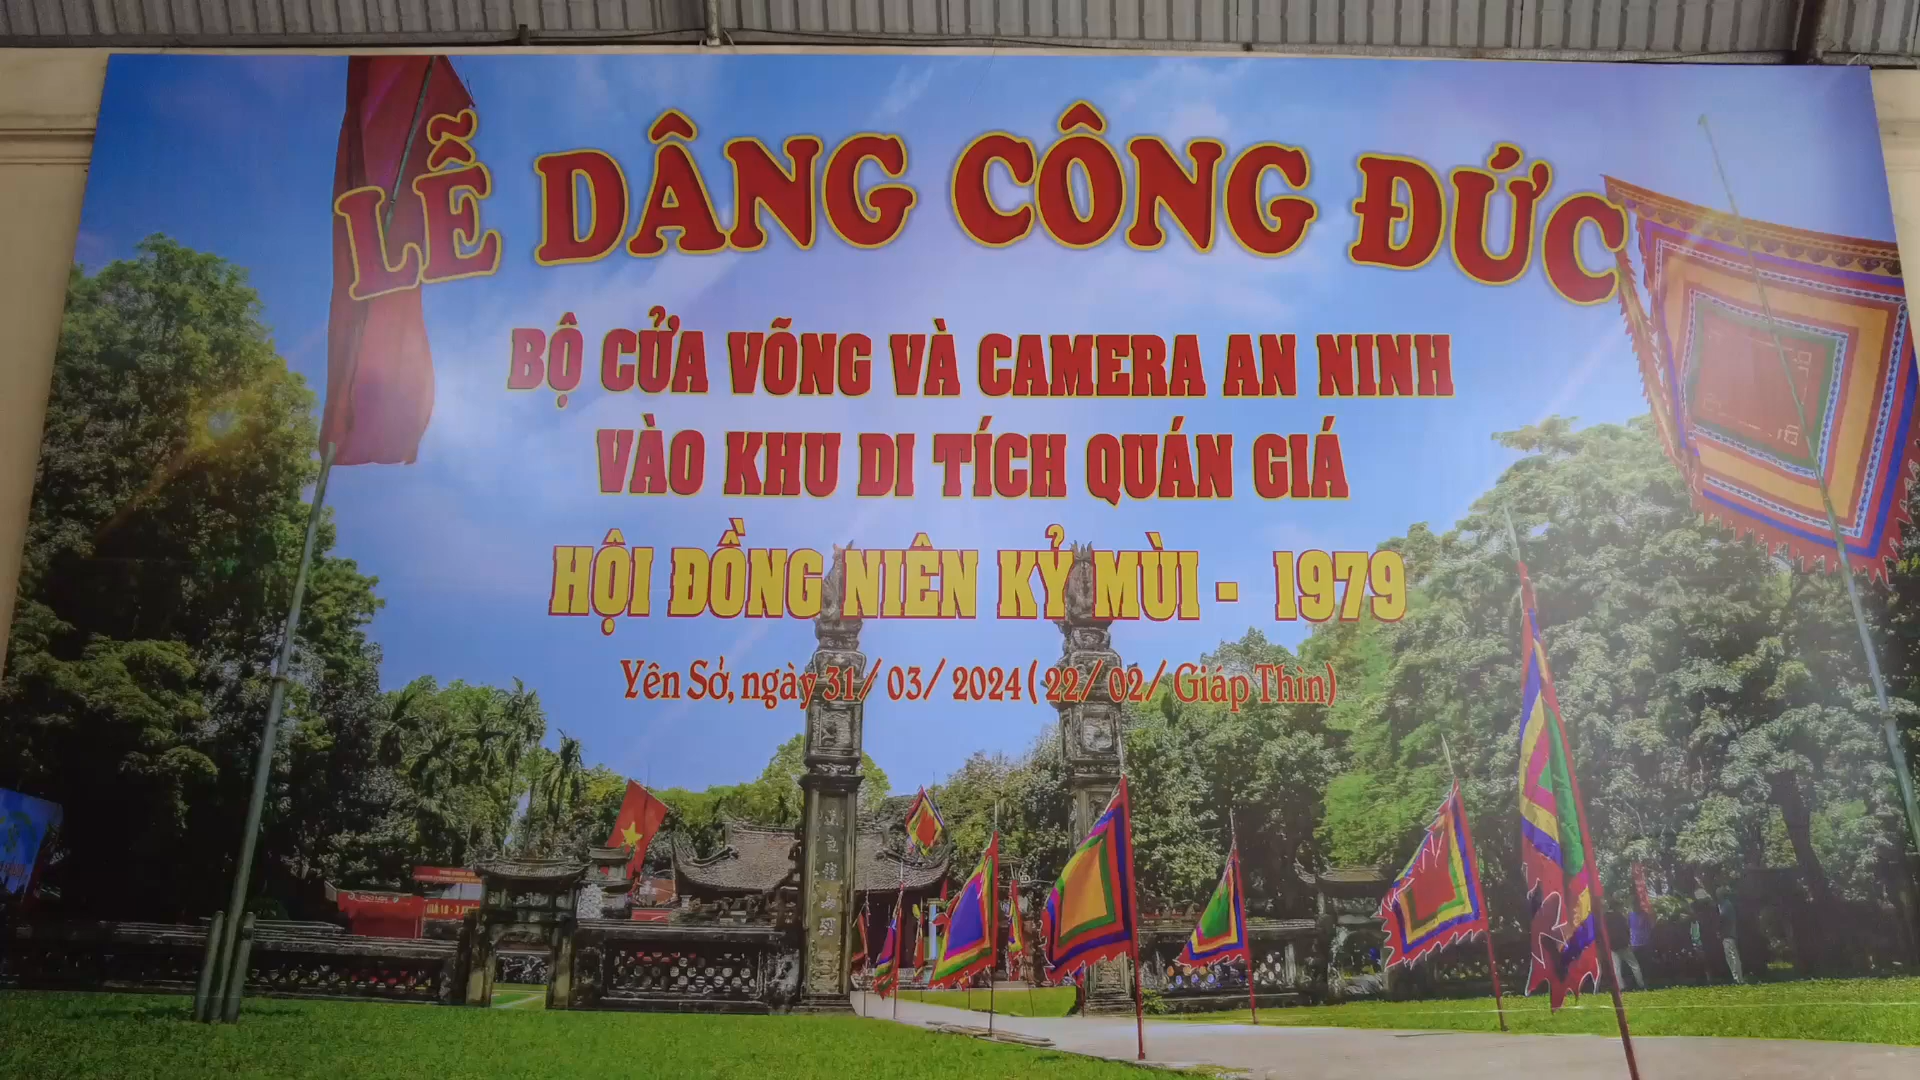 LỄ DÂNG CÔNG ĐỨC
BỘ CỬA VÕNG VÀ CAMERA AN NINH
VÀO KHU DI TÍCH QUÁN GIÁ
HỘI ĐỒNG NIÊN KỶ MÙI - 1979
Yên Sở, ngày 31/ 03/ 2024 ( 22/ 02/ Giáp Thìn)